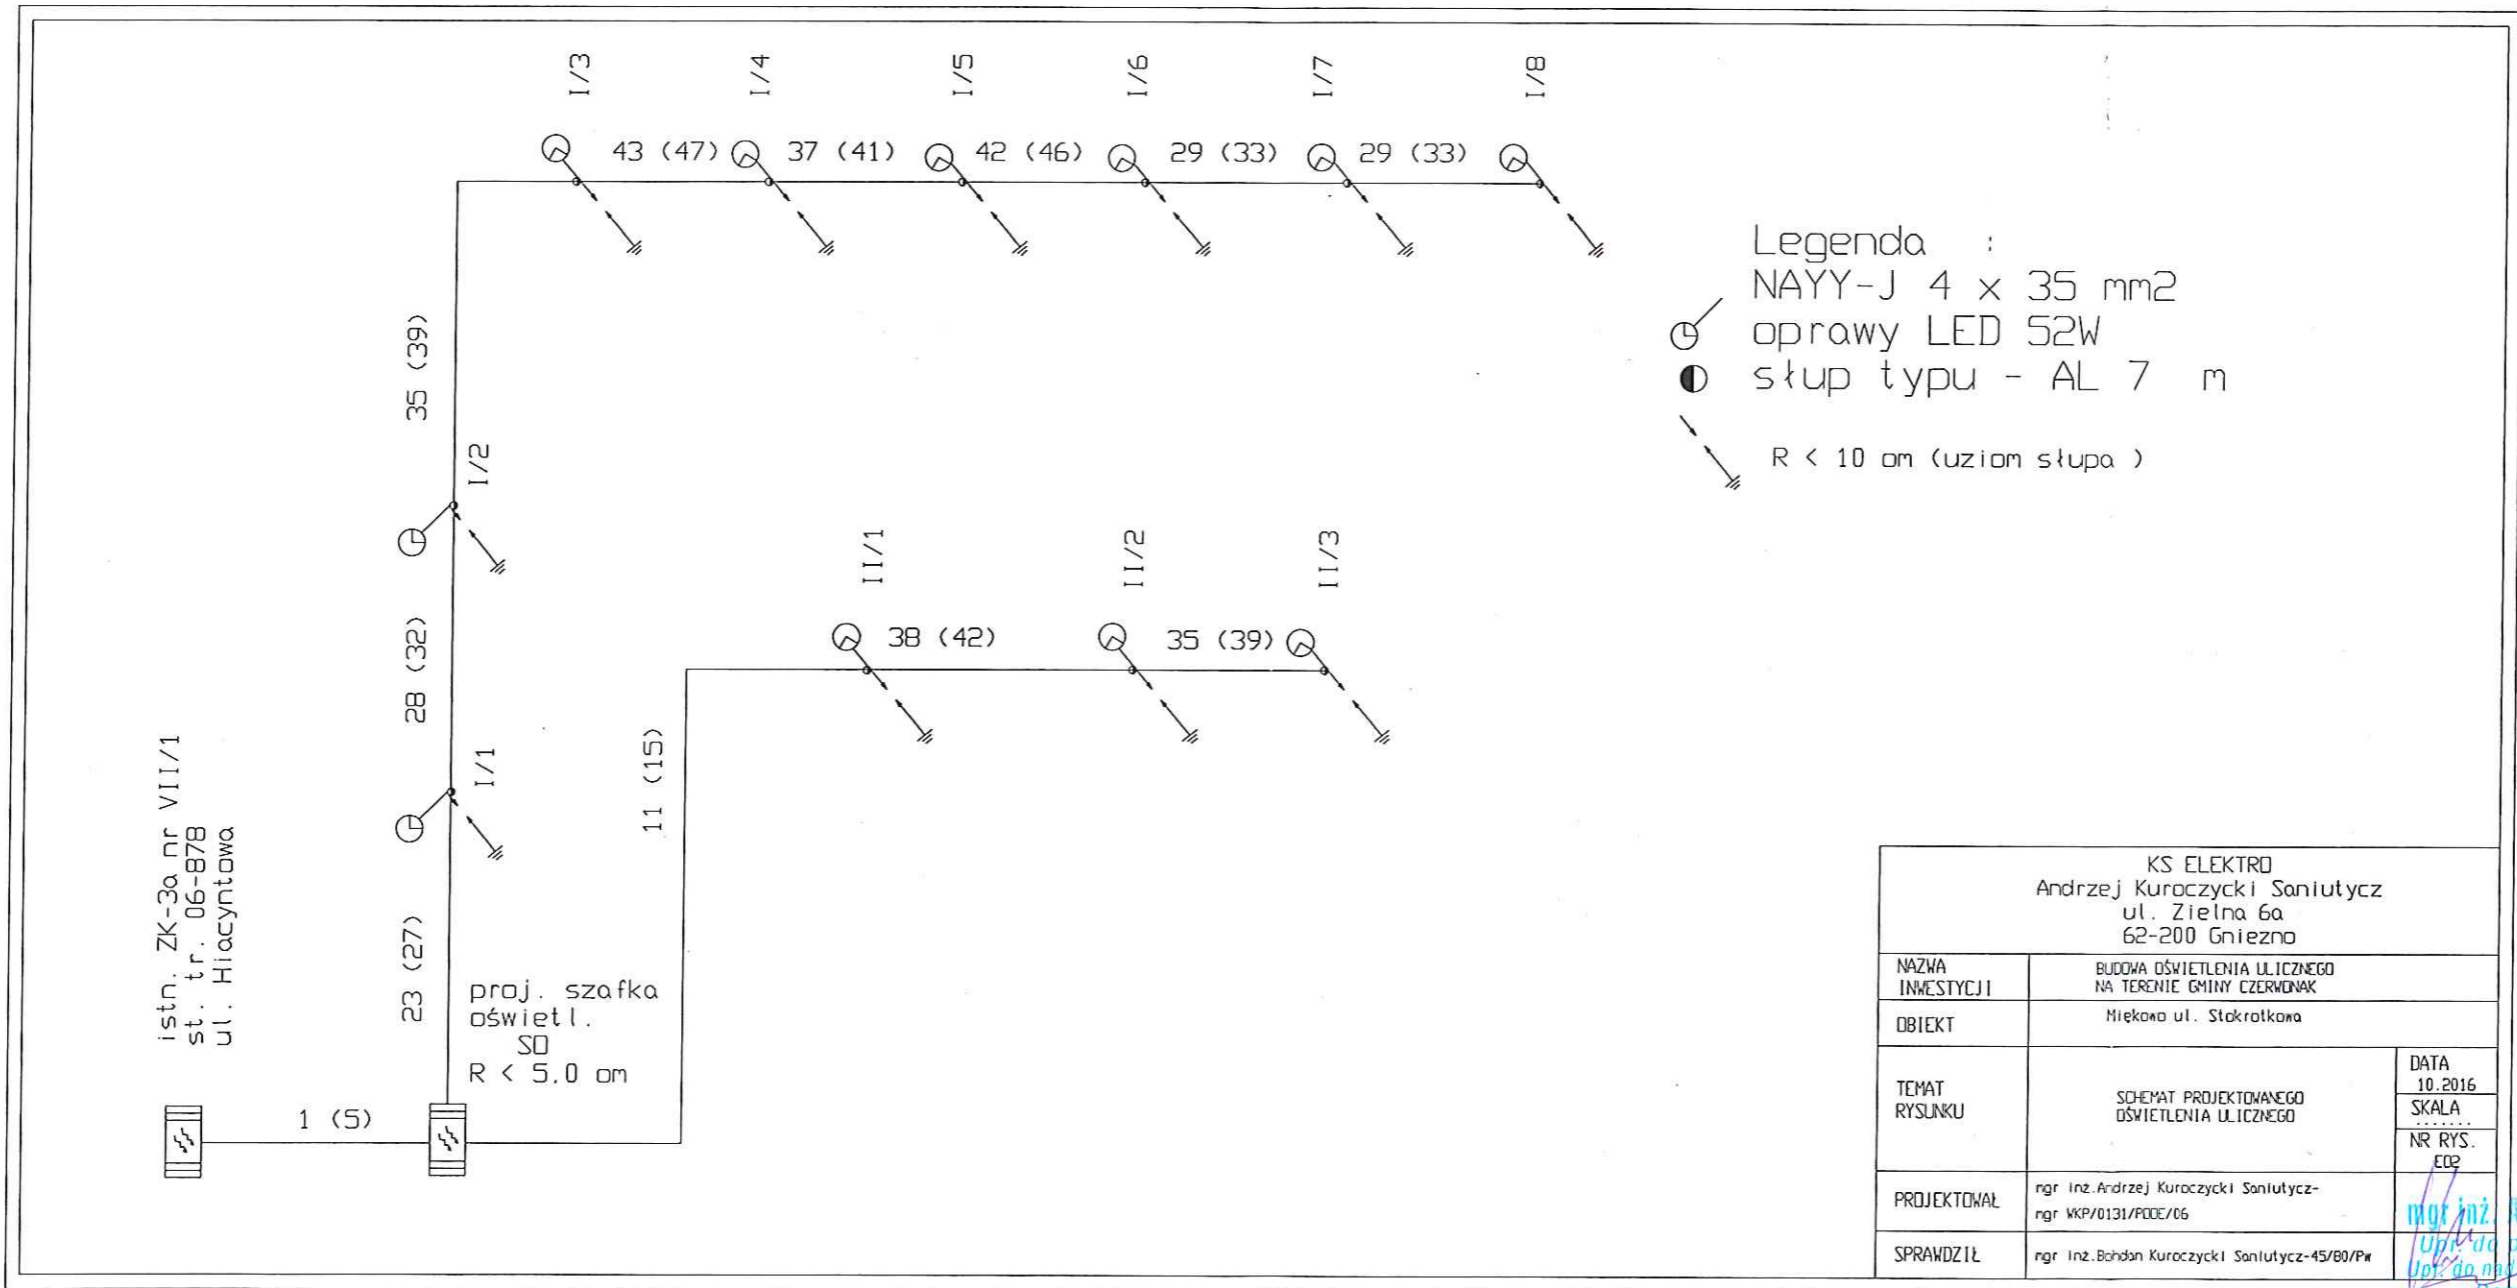 I/3
I/4
I/5
I/6
I/7
I/8
43 (47)
37 (41)
42 (46)
29 (33)
29 (33)
35 (39)
I/2
28 (32)
I/1
23 (27)
Legenda :
NAYY-J 4 x 35 mm2
oprawy LED 52W
słup typu - AL 7 m
R < 10 om (uziom słupa )
II/1
II/2
II/3
38 (42)
35 (39)
11 (15)
istn. ZK-3a nr VII/1
st. tr. 06-878
ul. Hiacyntowa
proj. szafka
oświetl.
SO
R < 5.0 om
1 (5)
KS ELEKTRO
Andrzej Kuroczycki Saniutycz
ul. Zielna 6a
62-200 Gniezno
NAZWA
INWESTYCJI
BUDOWA OŚWIETLENIA ULICZNEGO
NA TERENIE GMINY CZERWONAK
OBIEKT
Miękowo ul. Stokrotkowa
TEMAT
RYSUNKU
SCHEMAT PROJEKTOWANEGO
OŚWIETLENIA ULICZNEGO
DATA
10.2016
SKALA
.......
NR RYS.
E02
PROJEKTOWAŁ
mgr inż.Andrzej Kuroczycki Saniutycz-
mgr WKP/0131/POOE/06
SPRAWDZIŁ
mgr inż.Bohdan Kuroczycki Saniutycz-45/80/Pw
mgr inż.
Upr. do
Upr. do